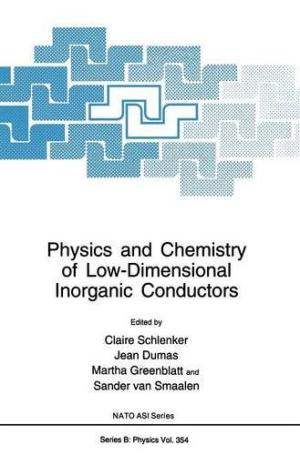 Physics and Chemistry
of Low-Dimensional
Inorganic Conductors
Edited by
Claire Schlenker
Jean Dumas
Martha Greenblatt and
Sander van Smaalen
NATO ASI Series
Series B: Physics Vol. 354